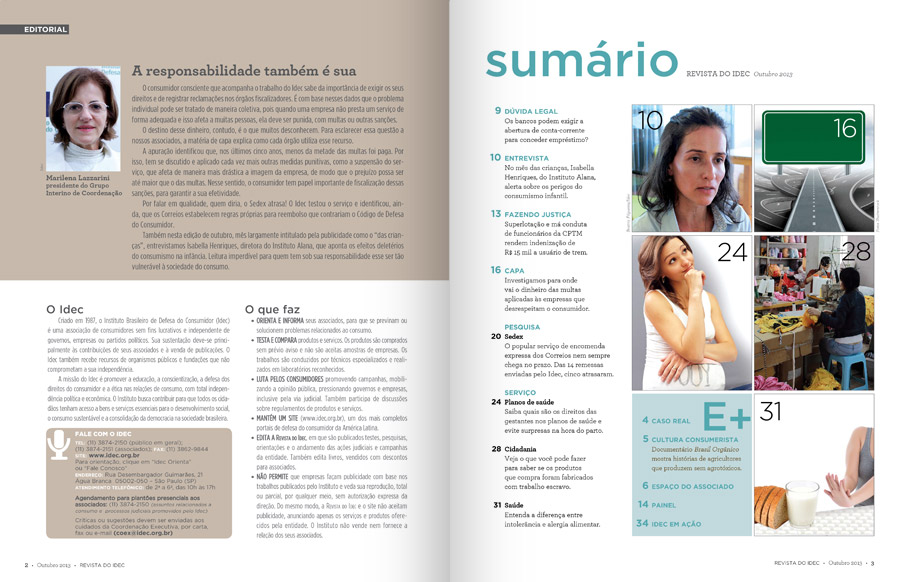 EDITORIAL
A responsabilidade também é sua
O consumidor consciente que acompanha o trabalho do Idec sabe da importância de exigir os seus
direitos e de registrar reclamações nos órgãos fiscalizadores. É com base nesses dados que o problema
individual pode ser tratado de maneira coletiva, pois quando uma empresa não presta um serviço de
forma adequada e isso afeta a muitas pessoas, ela deve ser punida, com multas ou outras sanções.
O destino desse dinheiro, contudo, é o que muitos desconhecem. Para esclarecer essa questão a
nossos associados, a matéria de capa explica como cada órgão utiliza esse recurso.
A apuração identificou que, nos últimos cinco anos, menos da metade das multas foi paga. Por
isso, tem se discutido e aplicado cada vez mais outras medidas punitivas, como a suspensão do ser-
viço, que afeta de maneira mais drástica a imagem da empresa, de modo que o prejuízo possa ser
até maior que o das multas. Nesse sentido, o consumidor tem papel importante de fiscalização dessas
sanções, para garantir a sua efetividade.
Por falar em qualidade, quem diria, o Sedex atrasa! O Idec testou o serviço e identificou, ain-
da, que os Correios estabelecem regras próprias para reembolso que contrariam o Código de Defesa
do Consumidor.
Também nesta edição de outubro, mês largamente intitulado pela publicidade como o "das crian-
ças", entrevistamos Isabella Henriques, diretora do Instituto Alana, que aponta os efeitos deletérios
do consumismo na infância. Leitura imperdível para quem tem sob sua responsabilidade esse ser tão
vulnerável à sociedade do consumo.
Marilena Lazzarini
presidente do Grupo
Interino de Coordenação
O Idec
Criado em 1987, o Instituto Brasileiro de Defesa do Consumidor (Idec)
é uma associação de consumidores sem fins lucrativos e independente de
governos, empresas ou partidos políticos. Sua sustentação deve-se princi-
palmente às contribuições de seus associados e à venda de publicações. O
Idec também recebe recursos de organismos públicos e fundações que não
comprometam a sua independência.
A missão do Idec é promover a educação, a conscientização, a defesa dos
direitos do consumidor e a ética nas relações de consumo, com total indepen-
dência política e econômica. O Instituto busca contribuir para que todos os cida-
dãos tenham acesso a bens e serviços essenciais para o desenvolvimento social,
o consumo sustentável e a consolidação da democracia na sociedade brasileira.
FALE COM O IDEC
TEL.: (11) 3874-2150 (público em geral);
(11) 3874-2151 (associados); FAX (11) 3862-9844
SITE: www.idec.org.br
Para orientação, clique em "Idec Orienta"
ou "Fale Conosco"
ENDEREÇO: Rua Desembargador Guimarães, 21
Água Branca 05002-050 – São Paulo (SP)
ATENDIMENTO TELEFÔNICO: de 2ª a 6ª, das 10h às 17h
Agendamento para plantões presenciais aos
associados: (11) 3874-2150 (assuntos relacionados a
consumo e processos judiciais promovidos pelo Idec)
Críticas ou sugestões devem ser enviadas aos
cuidados da Coordenação Executiva, por carta,
fax ou e-mail (coex@idec.org.br)
O que faz
• ORIENTA E INFORMA seus associados, para que se previnam ou
solucionem problemas relacionados ao consumo.
• TESTA E COMPARA produtos e serviços. Os produtos são comprados
sem prévio aviso e não são aceitas amostras de empresas. Os
trabalhos são conduzidos por técnicos especializados e reali-
zados em laboratórios reconhecidos.
• LUTA PELOS CONSUMIDORES promovendo campanhas, mobili-
zando a opinião pública, pressionando governos e empresas,
inclusive pela via judicial. Também participa de discussões
sobre regulamentos de produtos e serviços.
• MANTÉM UM SITE (www.idec.org.br), um dos mais completos
portais de defesa do consumidor da América Latina.
• EDITA A REVISTA DO IDEC, em que são publicados testes, pesquisas,
orientações e o andamento das ações judiciais e campanhas
da entidade. Também edita livros, vendidos com descontos
para associados.
• NÃO PERMITE que empresas façam publicidade com base nos
trabalhos publicados pelo Instituto e veda sua reprodução, total
ou parcial, por qualquer meio, sem autorização expressa da
direção. Do mesmo modo, a REVISTA DO IDEC e o site não aceitam
publicidade, anunciando apenas os serviços e produtos ofere-
cidos pela entidade. O Instituto não vende nem fornece a
relação dos seus associados.
2 • Outubro 2013 • REVISTA DO IDEC
sumário REVISTA DO IDEC Outubro 2013
9 DÚVIDA LEGAL
Os bancos podem exigir a
abertura de conta-corrente
para conceder empréstimo?
10 ENTREVISTA
No mês das crianças, Isabella
Henriques, do Instituto Alana,
alerta sobre os perigos do
consumismo infantil.
13 FAZENDO JUSTIÇA
Superlotação e má conduta
de funcionários da CPTM
rendem indenização de
R$ 15 mil a usuário de trem.
16 CAPA
Investigamos para onde
vai o dinheiro das multas
aplicadas às empresas que
desrespeitam o consumidor.
PESQUISA
20 Sedex
O popular serviço de encomenda
expressa dos Correios nem sempre
chega no prazo. Das 14 remessas
enviadas pelo Idec, cinco atrasaram.
SERVIÇO
24 Planos de saúde
Saiba quais são os direitos das
gestantes nos planos de saúde e
evite surpresas na hora do parto.
28 Cidadania
Veja o que você pode fazer
para saber se os produtos
que compra foram fabricados
com trabalho escravo.
31 Saúde
Entenda a diferença entre
intolerância e alergia alimentar.
10
16
24
28
E+
4 CASO REAL
5 CULTURA CONSUMERISTA
Documentário Brasil Orgânico
mostra histórias de agricultores
que produzem sem agrotóxicos.
6 ESPAÇO DO ASSOCIADO
14 PAINEL
34 IDEC EM AÇÃO
31
REVISTA DO IDEC • Outubro 2013 • 3